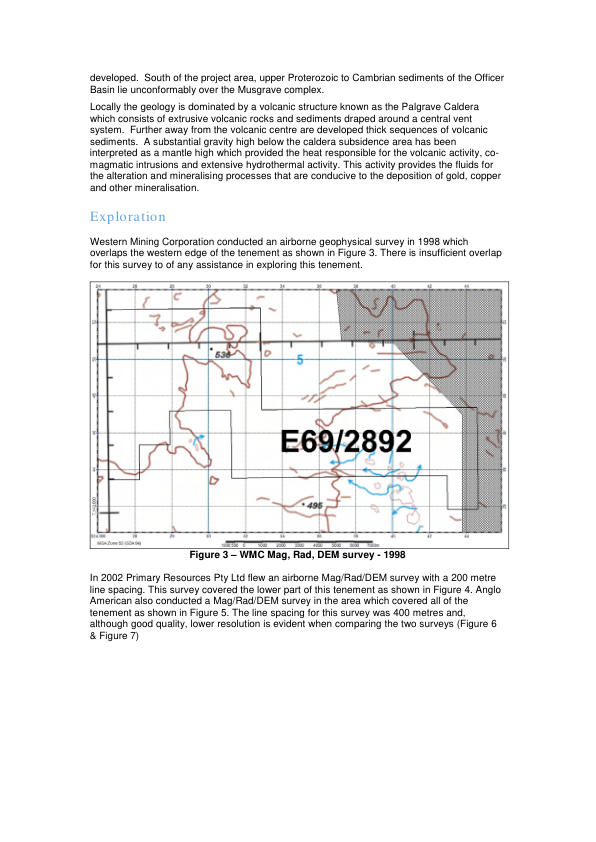 developed.  South of the project area, upper Proterozoic to Cambrian sediments of the Officer
Basin lie unconformably over the Musgrave complex.
Locally the geology is dominated by a volcanic structure known as the Palgrave Caldera
which consists of extrusive volcanic rocks and sediments draped around a central vent
system.  Further away from the volcanic centre are developed thick sequences of volcanic
sediments.  A substantial gravity high below the caldera subsidence area has been
interpreted as a mantle high which provided the heat responsible for the volcanic activity, co-
magmatic intrusions and extensive hydrothermal activity. This activity provides the fluids for
the alteration and mineralising processes that are conducive to the deposition of gold, copper
and other mineralisation.
Exploration
Western Mining Corporation conducted an airborne geophysical survey in 1998 which
overlaps the western edge of the tenement as shown in Figure 3. There is insufficient overlap
for this survey to of any assistance in exploring this tenement.
536
5
E69/2892
495
Figure 3 – WMC Mag, Rad, DEM survey - 1998
In 2002 Primary Resources Pty Ltd flew an airborne Mag/Rad/DEM survey with a 200 metre
line spacing. This survey covered the lower part of this tenement as shown in Figure 4. Anglo
American also conducted a Mag/Rad/DEM survey in the area which covered all of the
tenement as shown in Figure 5. The line spacing for this survey was 400 metres and,
although good quality, lower resolution is evident when comparing the two surveys (Figure 6
& Figure 7)